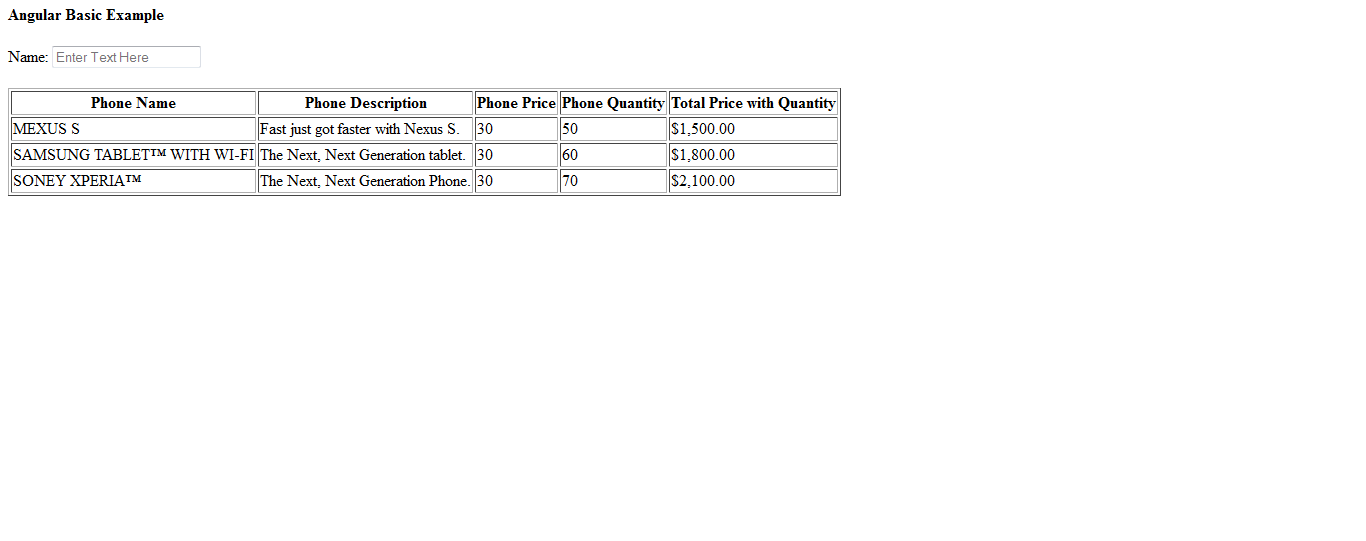 Angular Basic Example
Name: Enter Text Here
Phone Name Phone Description Phone Price Phone Quantity Total Price with Quantity
MEXUS S Fast just got faster with Nexus S. 30 50 $1,500.00
SAMSUNG TABLET™ WITH WI-FI The Next, Next Generation tablet. 30 60 $1,800.00
SONEY XPERIA™ The Next, Next Generation Phone. 30 70 $2,100.00